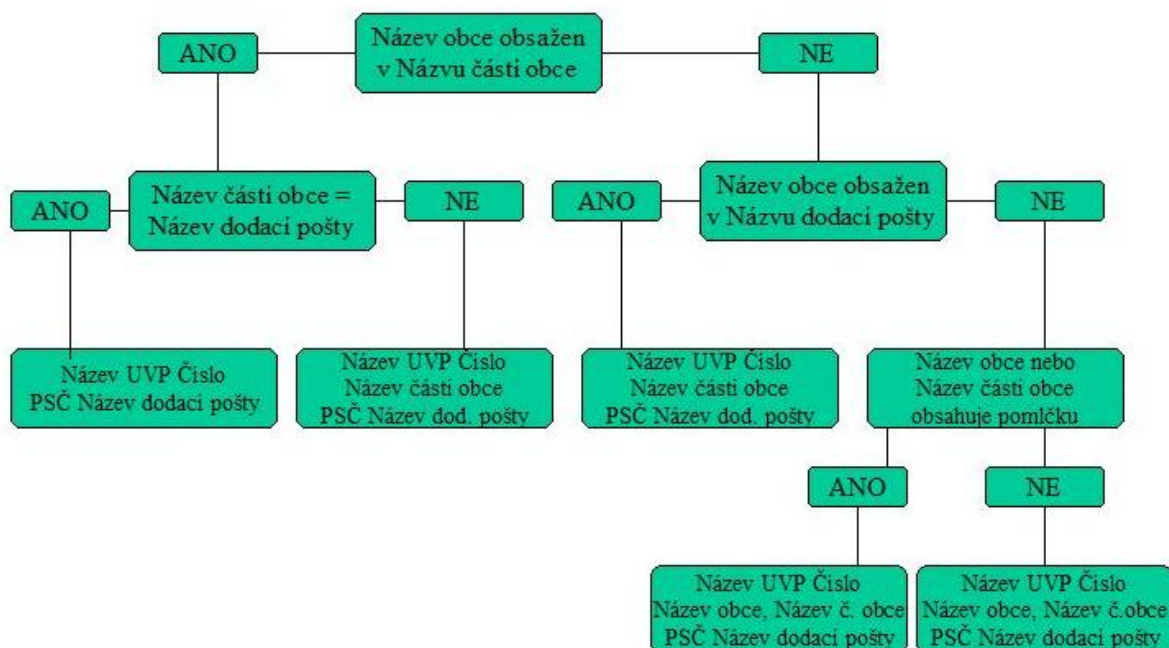 ANO
Název obce obsažen
v Názvu části obce
NE
ANO
Název části obce =
Název dodací pošty
NE
ANO
Název obce obsažen
v Názvu dodací pošty
NE
Název UVP Číslo
PSČ Název dodací pošty
Název UVP Číslo
Název části obce
PSČ Název dod. pošty
Název UVP Číslo
Název části obce
PSČ Název dod. pošty
Název obce nebo
Název části obce
obsahuje pomlčku
ANO
NE
Název UVP Číslo
Název obce, Název č. obce
PSČ Název dodací pošty
Název UVP Číslo
Název obce, Název č.obce
PSČ Název dodací pošty